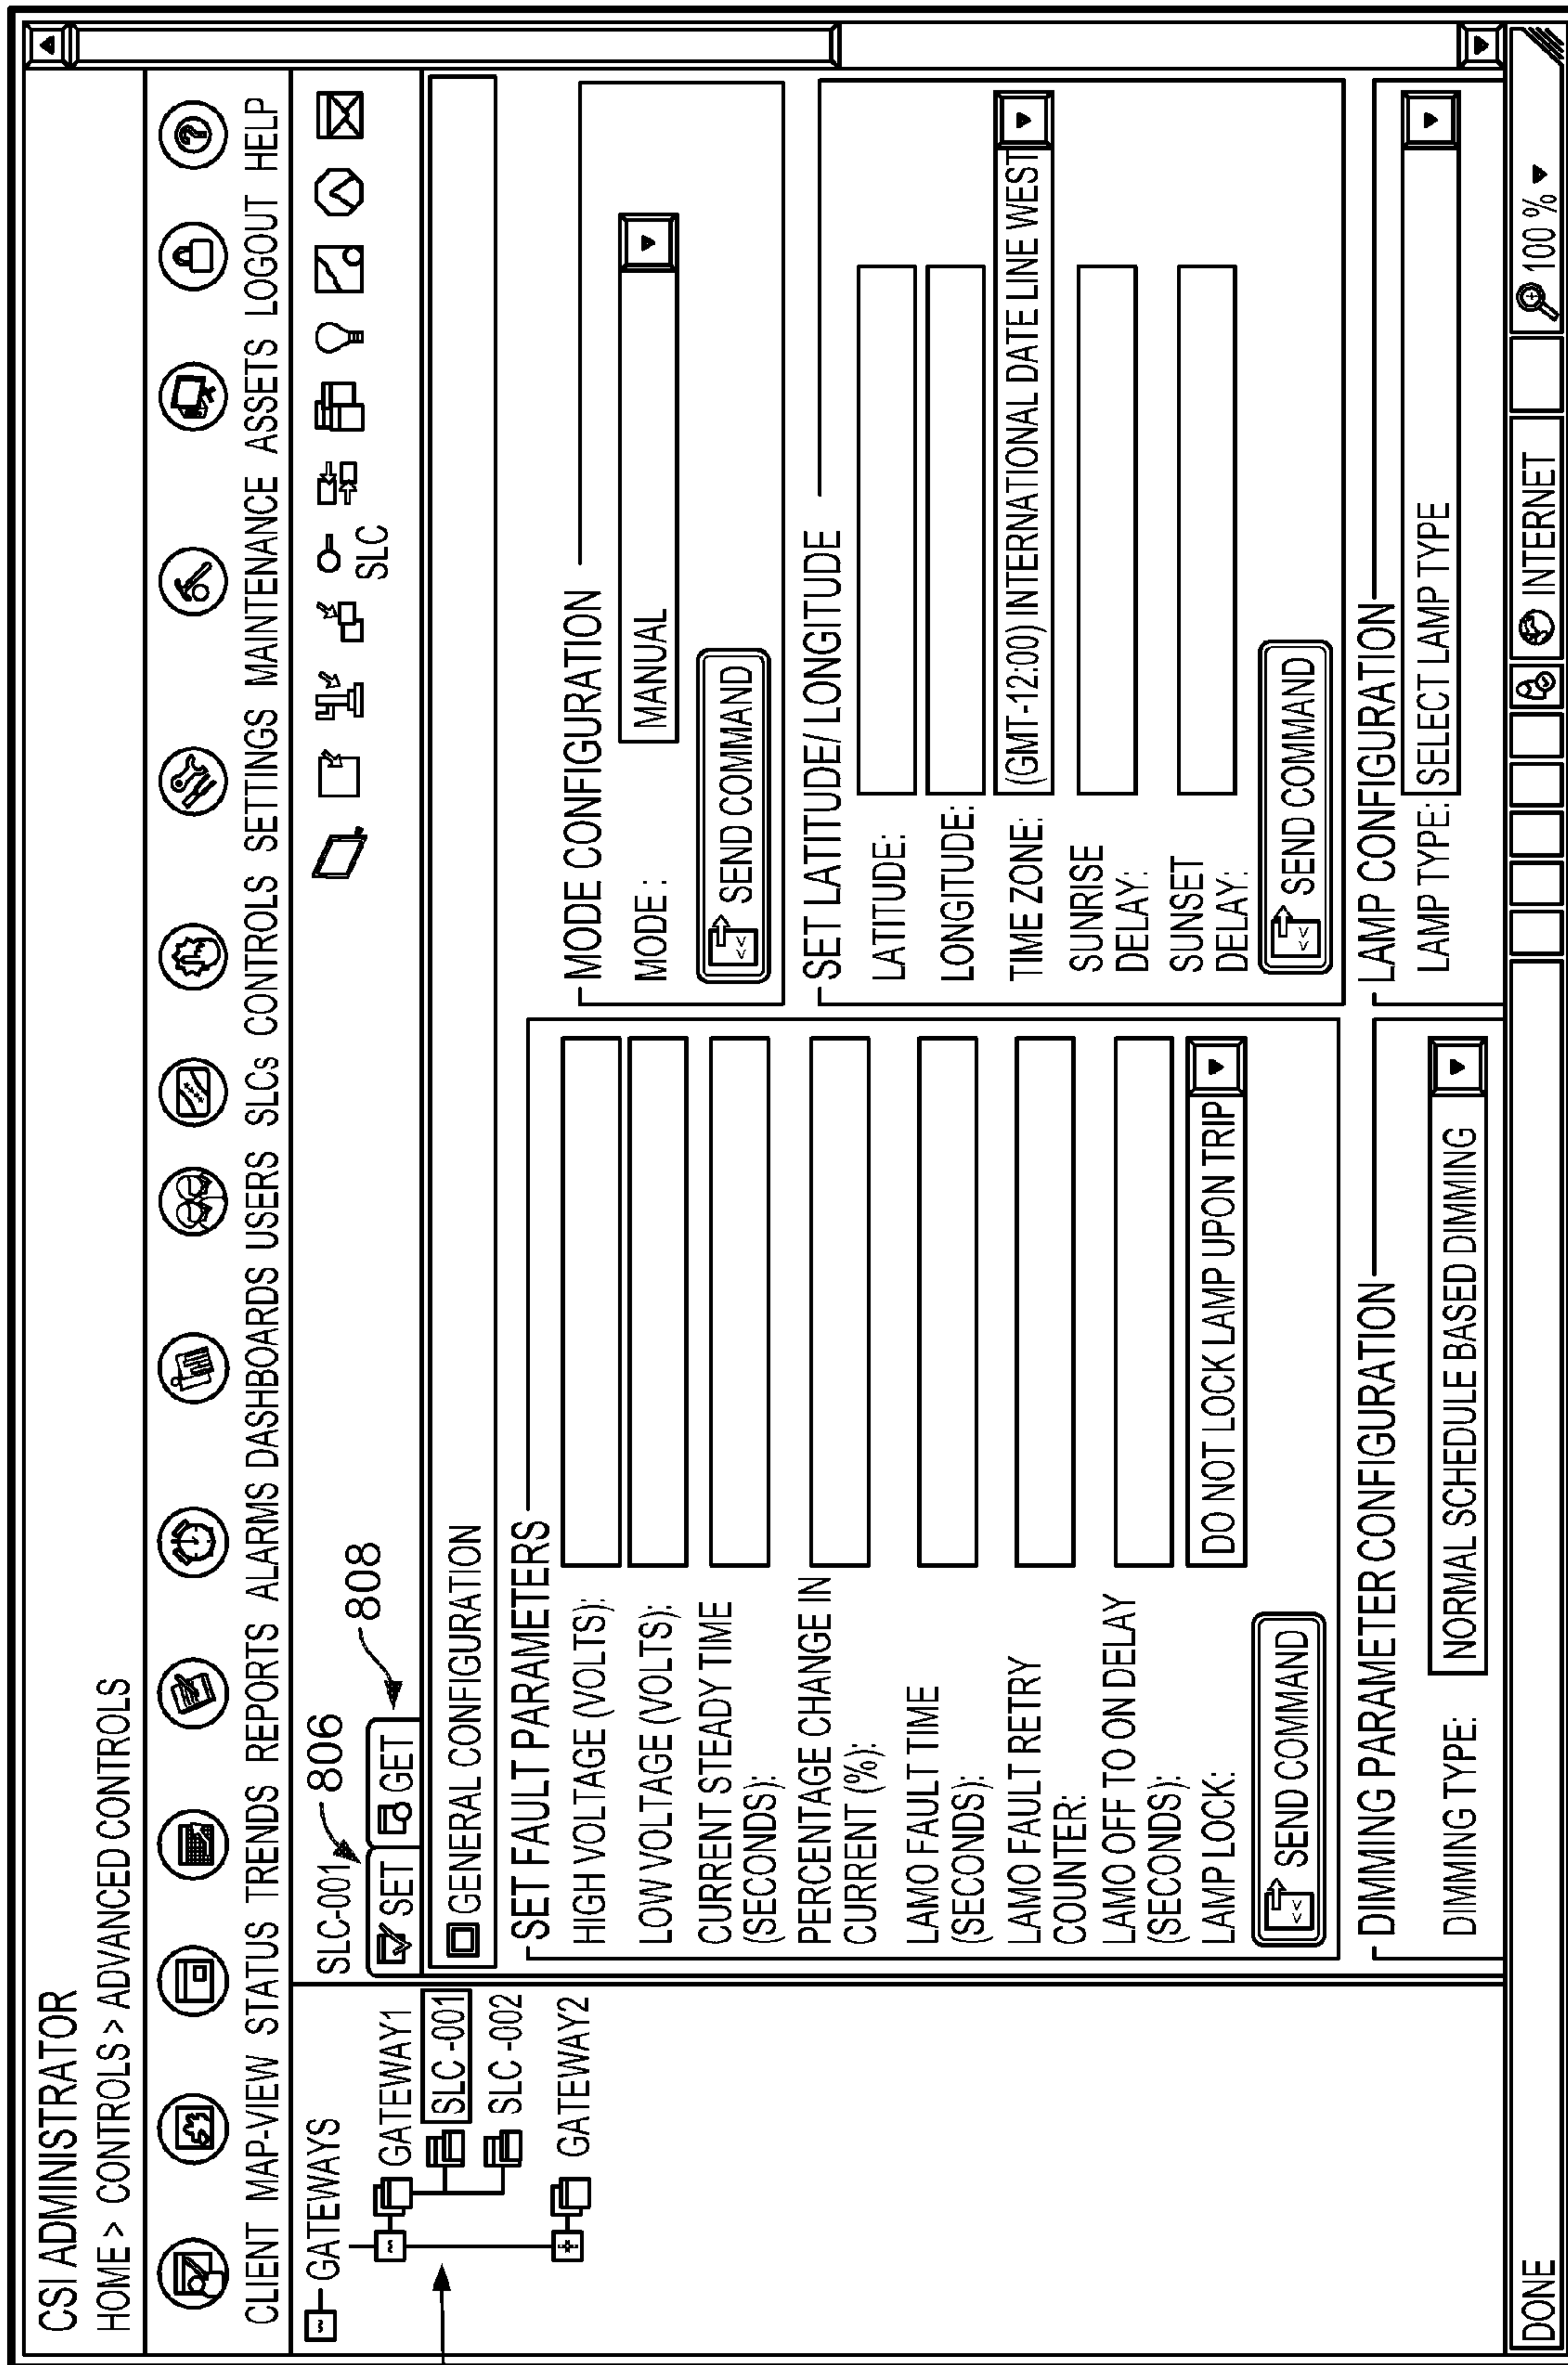 CSI ADMINISTRATOR
HOME > CONTROLS > ADVANCED CONTROLS
CLIENT MAP-VIEW STATUS TRENDS REPORTS ALARMS DASHBOARDS USERS SLCs CONTROLS SETTINGS MAINTENANCE ASSETS LOGOUT HELP
GATEWAYS
GATEWAY1
SLC-001
SLC-002
GATEWAY2
SLC-001
806
808
SET
GET
SLC
GENERAL CONFIGURATION
SET FAULT PARAMETERS
HIGH VOLTAGE (VOLTS):
LOW VOLTAGE (VOLTS):
CURRENT STEADY TIME
(SECONDS):
PERCENTAGE CHANGE IN
CURRENT (%):
LAMO FAULT TIME
(SECONDS):
LAMO FAULT RETRY
COUNTER:
LAMO OFF TO ON DELAY
(SECONDS):
LAMP LOCK: DO NOT LOCK LAMP UPON TRIP
<< SEND COMMAND
MODE CONFIGURATION
MODE: MANUAL
<< SEND COMMAND
SET LATITUDE/ LONGITUDE
LATITUDE:
LONGITUDE:
TIME ZONE: (GMT-12:00) INTERNATIONAL DATE LINE WEST
SUNRISE
DELAY:
SUNSET
DELAY:
<< SEND COMMAND
DIMMING PARAMETER CONFIGURATION
DIMMING TYPE: NORMAL SCHEDULE BASED DIMMING
LAMP CONFIGURATION
LAMP TYPE: SELECT LAMP TYPE
DONE
INTERNET
100 %